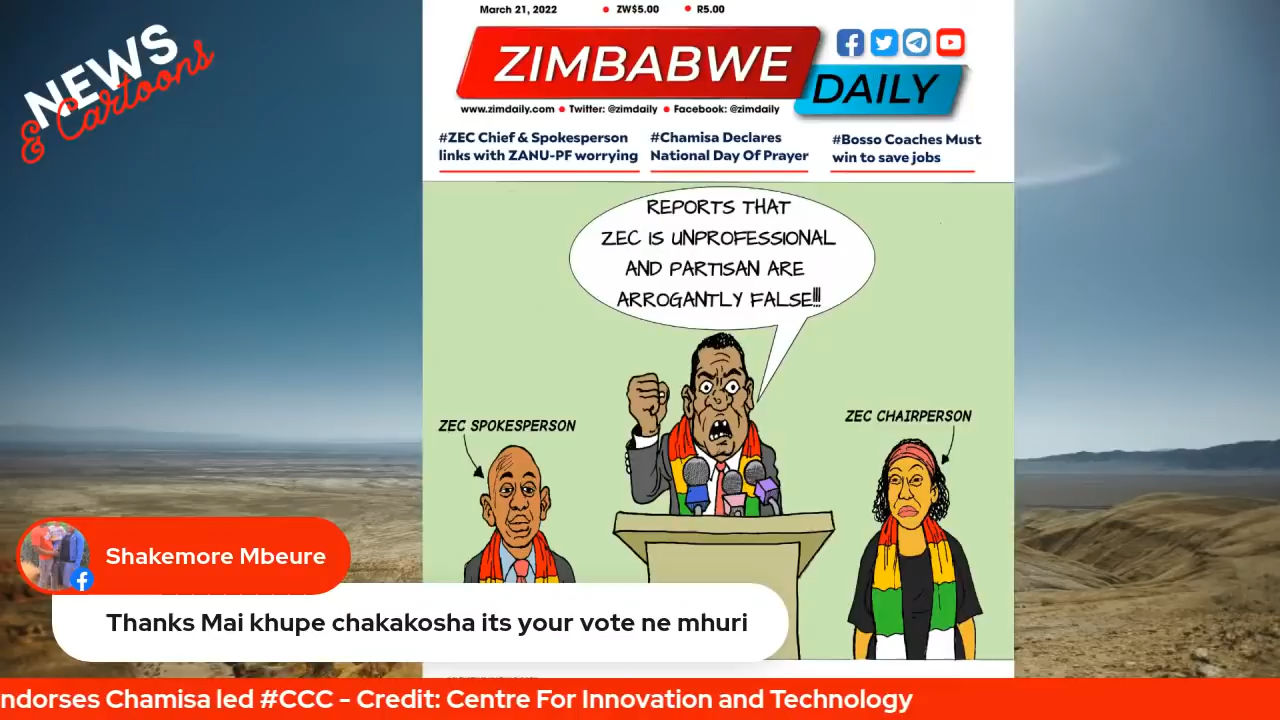 NEWS
& Cartoons
March 21, 2022 • ZW$5.00 • R5.00
ZIMBABWE
DAILY
www.zimdaily.com • Twitter: @zimdaily • Facebook: @zimdaily
#ZEC Chief & Spokesperson
links with ZANU-PF worrying
#Chamisa Declares
National Day Of Prayer
#Bosso Coaches Must
win to save jobs
REPORTS THAT
ZEC IS UNPROFESSIONAL
AND PARTISAN ARE
ARROGANTLY FALSE!!!
ZEC SPOKESPERSON
ZEC CHAIRPERSON
Shakemore Mbeure
Thanks Mai khupe chakakosha its your vote ne mhuri
ndorses Chamisa led #CCC - Credit: Centre For Innovation and Technology